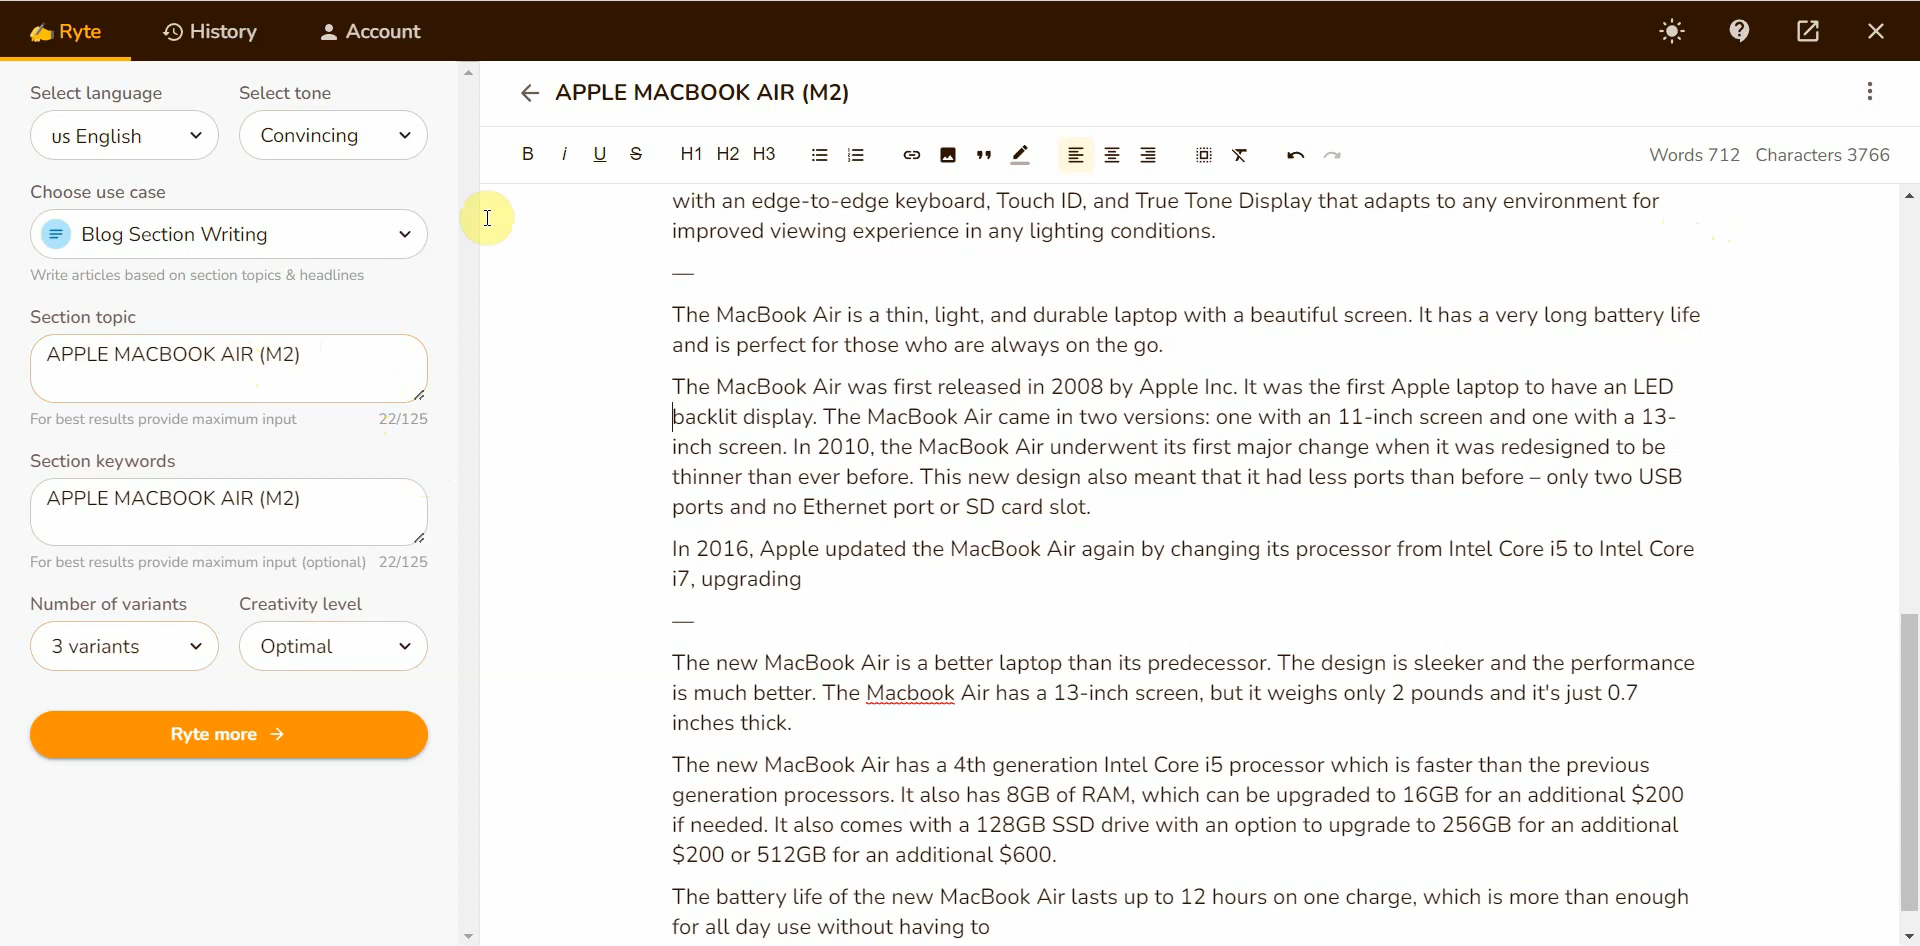 Ryte
History
Account
Select language
Select tone
us English
Convincing
Choose use case
Blog Section Writing
Write articles based on section topics & headlines
Section topic
APPLE MACBOOK AIR (M2)
For best results provide maximum input
22/125
Section keywords
APPLE MACBOOK AIR (M2)
For best results provide maximum input (optional)
22/125
Number of variants
Creativity level
3 variants
Optimal
Ryte more →
← APPLE MACBOOK AIR (M2)
B i U S H1 H2 H3
Words 712 Characters 3766
with an edge-to-edge keyboard, Touch ID, and True Tone Display that adapts to any environment for
improved viewing experience in any lighting conditions.
—
The MacBook Air is a thin, light, and durable laptop with a beautiful screen. It has a very long battery life
and is perfect for those who are always on the go.
The MacBook Air was first released in 2008 by Apple Inc. It was the first Apple laptop to have an LED
backlit display. The MacBook Air came in two versions: one with an 11-inch screen and one with a 13-
inch screen. In 2010, the MacBook Air underwent its first major change when it was redesigned to be
thinner than ever before. This new design also meant that it had less ports than before – only two USB
ports and no Ethernet port or SD card slot.
In 2016, Apple updated the MacBook Air again by changing its processor from Intel Core i5 to Intel Core
i7, upgrading
—
The new MacBook Air is a better laptop than its predecessor. The design is sleeker and the performance
is much better. The Macbook Air has a 13-inch screen, but it weighs only 2 pounds and it's just 0.7
inches thick.
The new MacBook Air has a 4th generation Intel Core i5 processor which is faster than the previous
generation processors. It also has 8GB of RAM, which can be upgraded to 16GB for an additional $200
if needed. It also comes with a 128GB SSD drive with an option to upgrade to 256GB for an additional
$200 or 512GB for an additional $600.
The battery life of the new MacBook Air lasts up to 12 hours on one charge, which is more than enough
for all day use without having to